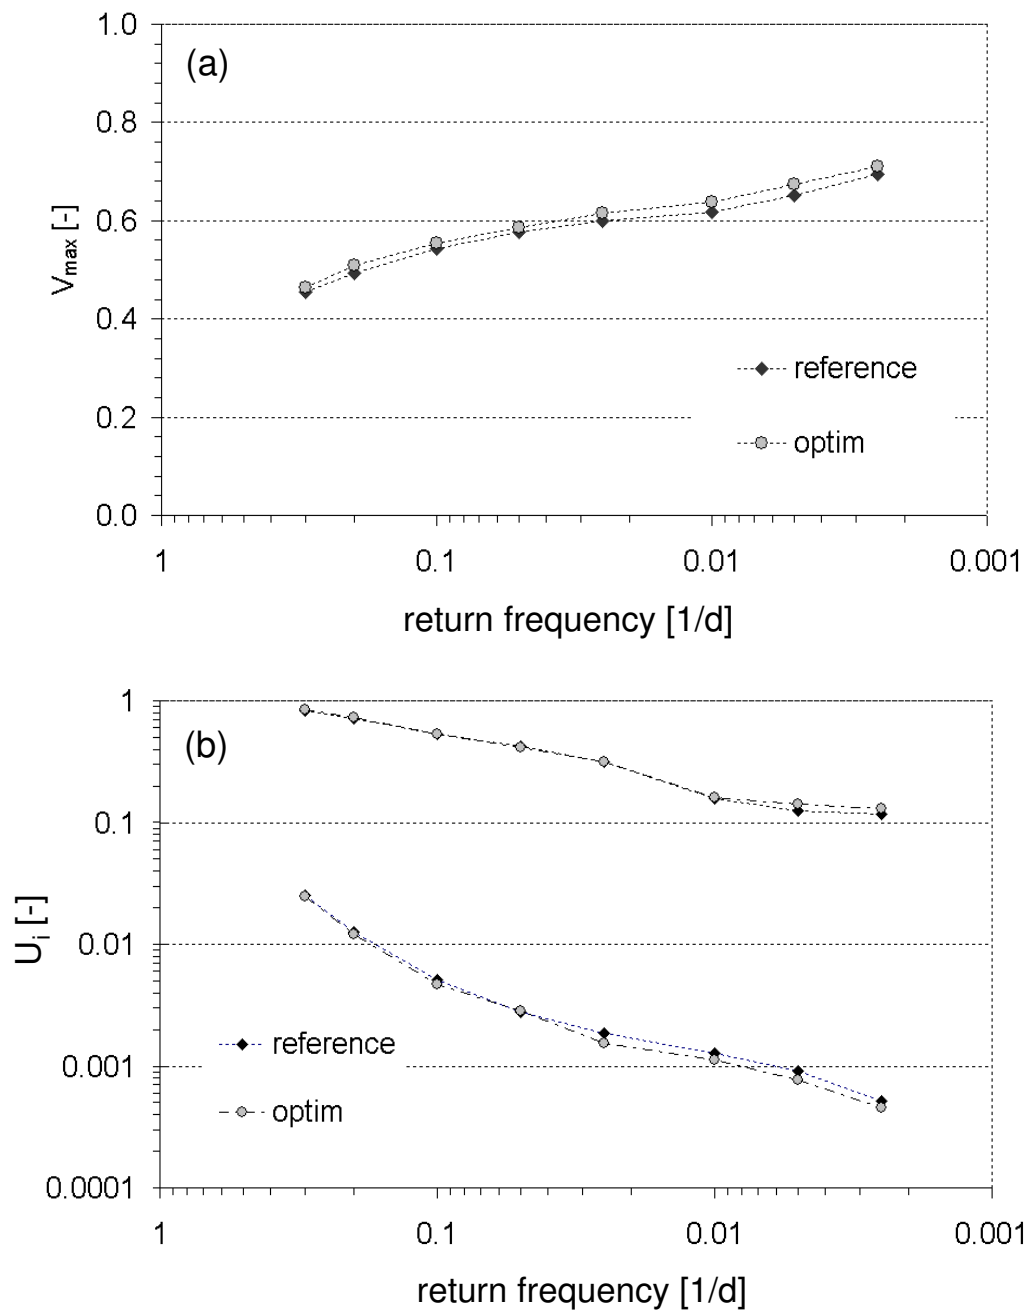 1.0
(a)
0.8
0.6
V_max [-]
0.4
reference
0.2
optim
0.0
1 0.1 0.01 0.001
return frequency [1/d]
1
(b)
0.1
U_i [-]
0.01
reference
0.001
optim
0.0001
1 0.1 0.01 0.001
return frequency [1/d]